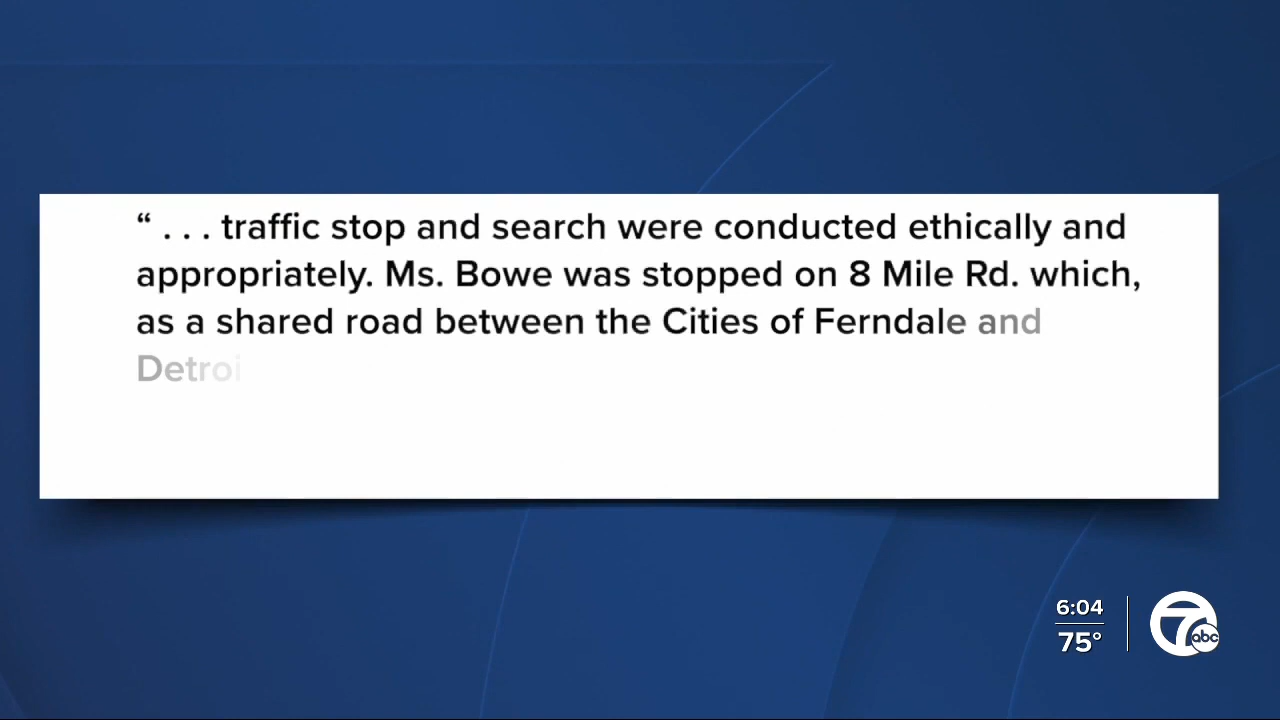 “ . . . traffic stop and search were conducted ethically and
appropriately. Ms. Bowe was stopped on 8 Mile Rd. which,
as a shared road between the Cities of Ferndale and
Detroi
6:04
75°
7 abc